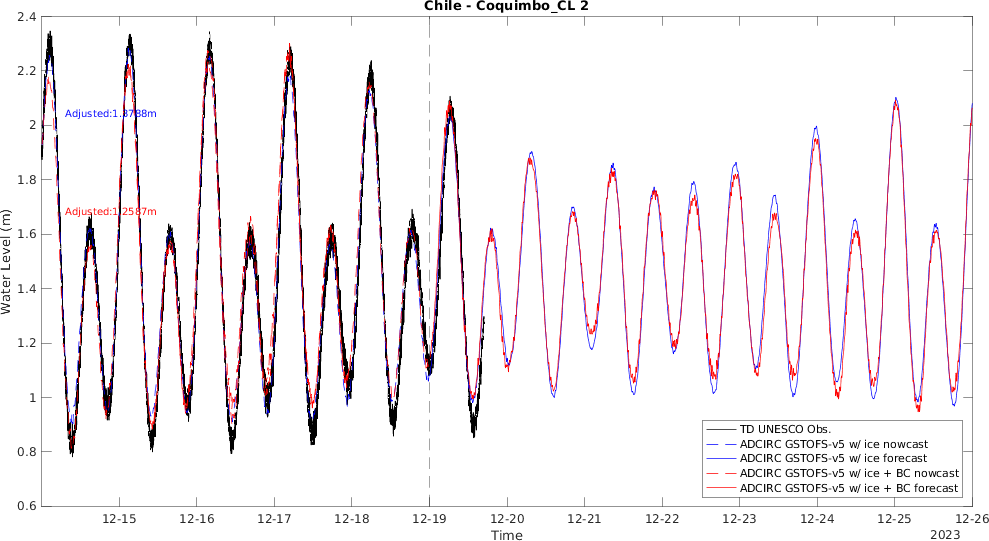 Chile - Coquimbo_CL 2
2.4
2.2
2
1.8
1.6
1.4
1.2
1
0.8
0.6
Water Level (m)
Adjusted:1.3788m
Adjusted:1.2587m
TD UNESCO Obs.
ADCIRC GSTOFS-v5 w/ ice nowcast
ADCIRC GSTOFS-v5 w/ ice forecast
ADCIRC GSTOFS-v5 w/ ice + BC nowcast
ADCIRC GSTOFS-v5 w/ ice + BC forecast
12-15
12-16
12-17
12-18
12-19
12-20
12-21
12-22
12-23
12-24
12-25
12-26
Time
2023